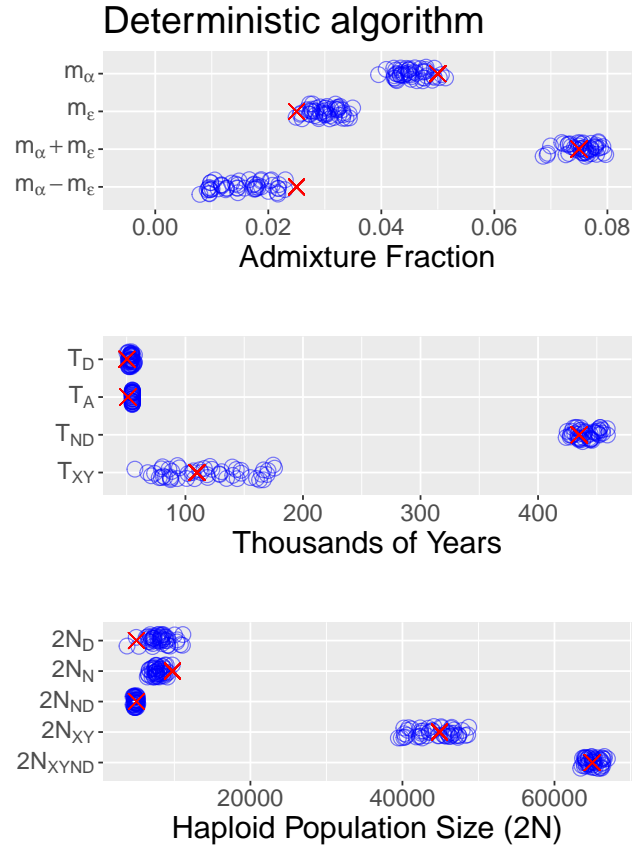 Deterministic algorithm
mα
mε
mα + mε
mα − mε
0.00 0.02 0.04 0.06 0.08
Admixture Fraction
TD
TA
TND
TXY
100 200 300 400
Thousands of Years
2ND
2NN
2NND
2NXY
2NXYND
20000 40000 60000
Haploid Population Size (2N)